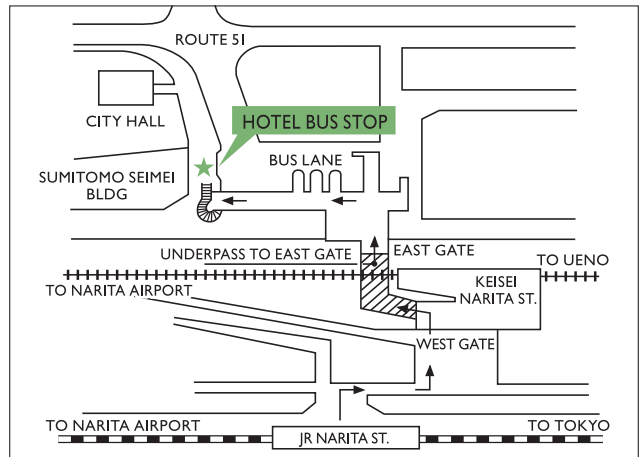 ROUTE 51
CITY HALL
HOTEL BUS STOP
BUS LANE
SUMITOMO SEIMEI
BLDG
UNDERPASS TO EAST GATE
EAST GATE
TO UENO
TO NARITA AIRPORT
KEISEI
NARITA ST.
WEST GATE
TO NARITA AIRPORT
JR NARITA ST.
TO TOKYO